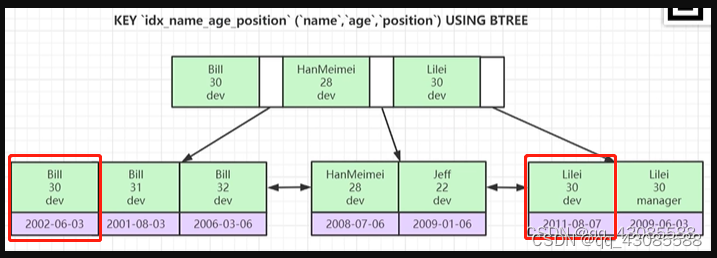 KEY `idx_name_age_position` (`name`,`age`,`position`) USING BTREE
Bill
30
dev
HanMeimei
28
dev
Lilei
30
dev
Bill
30
dev
2002-06-03
Bill
31
dev
2001-08-03
Bill
32
dev
2006-03-06
HanMeimei
28
dev
2008-07-06
Jeff
22
dev
2009-01-06
Lilei
30
dev
2011-08-07
Lilei
30
manager
2009-06-03
CSDN @qq_43085588
CSDN @qq_43085588